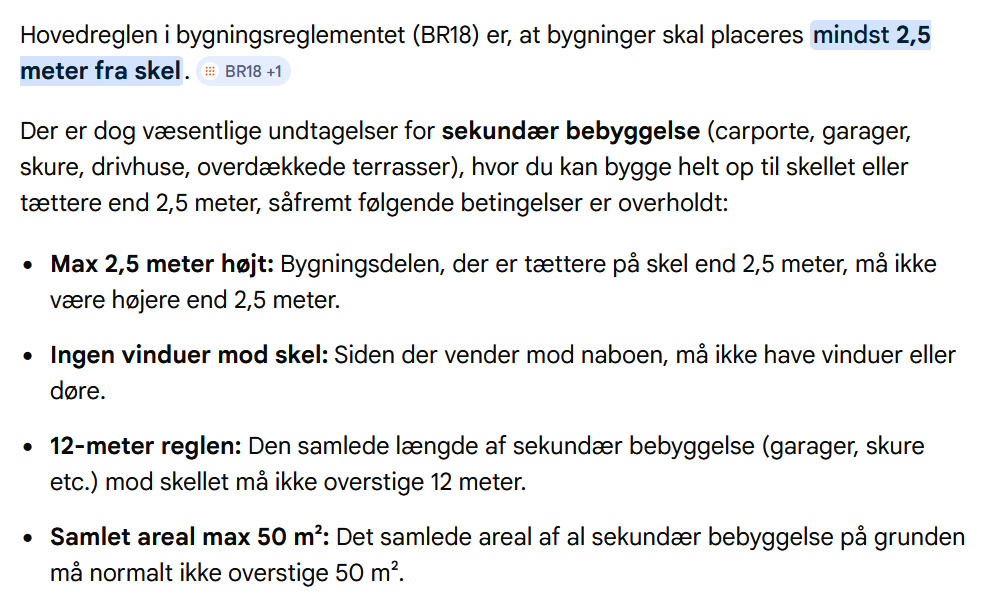 Hovedreglen i bygningsreglementet (BR18) er, at bygninger skal placeres mindst 2,5
meter fra skel. BR18 +1
Der er dog væsentlige undtagelser for sekundær bebyggelse (carporte, garager,
skure, drivhuse, overdækkede terrasser), hvor du kan bygge helt op til skellet eller
tættere end 2,5 meter, såfremt følgende betingelser er overholdt:
• Max 2,5 meter højt: Bygningsdelen, der er tættere på skel end 2,5 meter, må ikke
være højere end 2,5 meter.
• Ingen vinduer mod skel: Siden der vender mod naboen, må ikke have vinduer eller
døre.
• 12-meter reglen: Den samlede længde af sekundær bebyggelse (garager, skure
etc.) mod skellet må ikke overstige 12 meter.
• Samlet areal max 50 m²: Det samlede areal af al sekundær bebyggelse på grunden
må normalt ikke overstige 50 m².